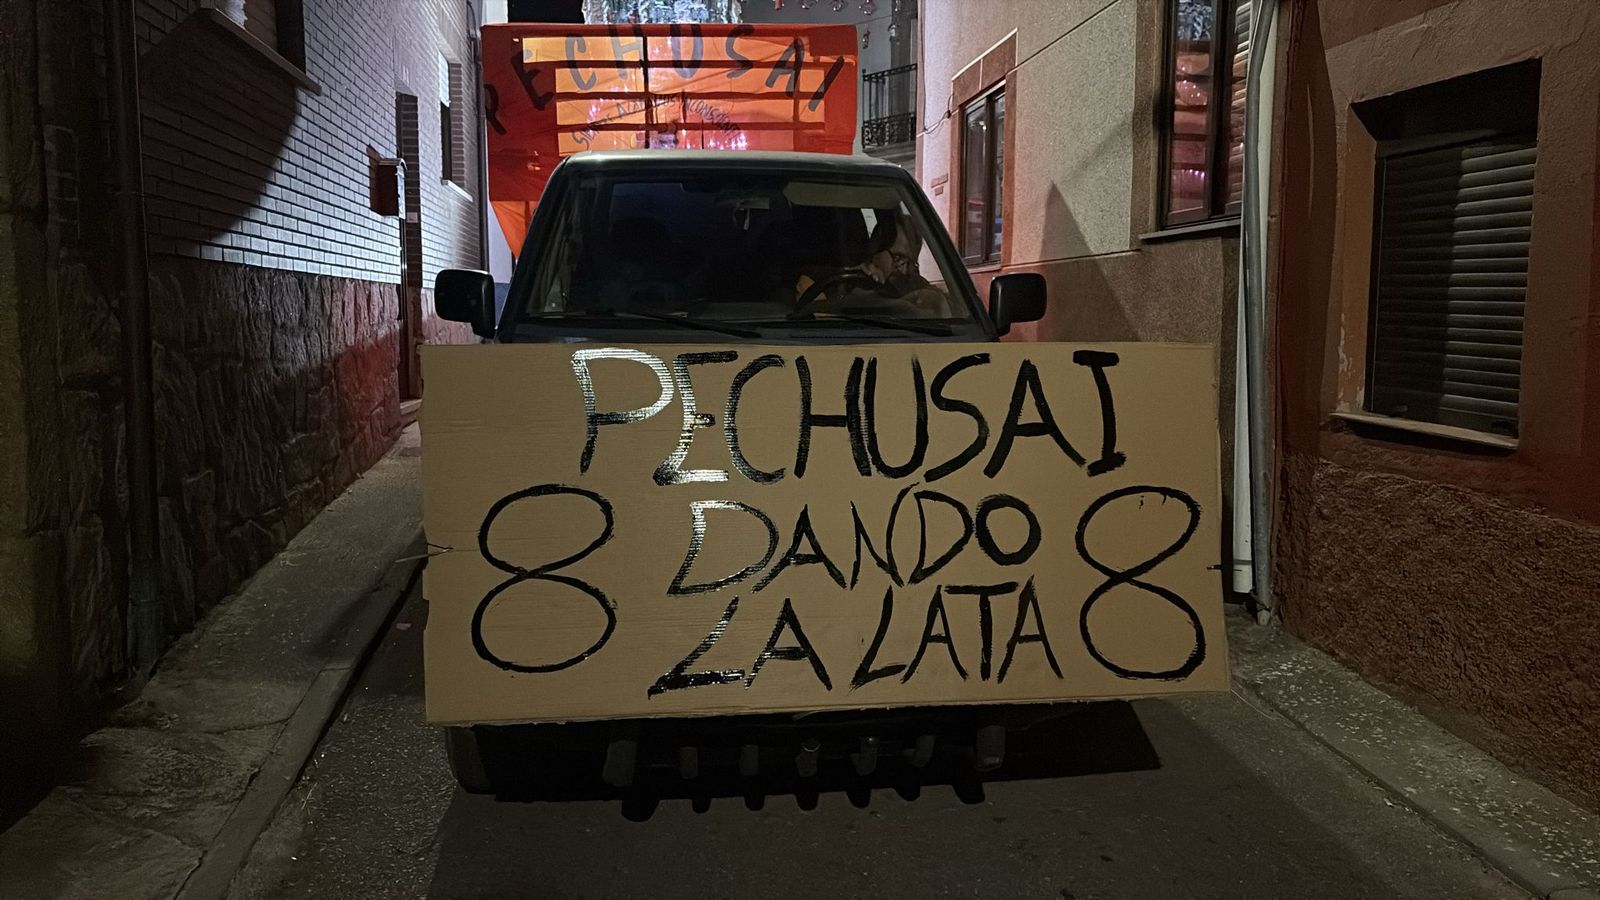 PECHUSAI
PECHUSAI
8 DANDO 8
LA LATA